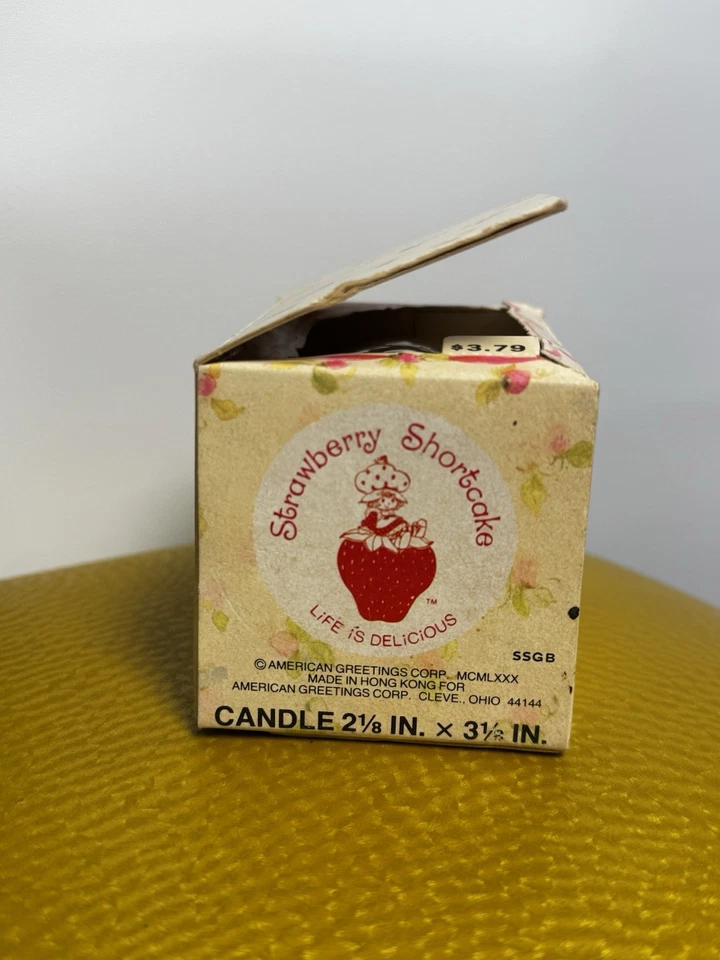 $3.79
Strawberry Shortcake
TM
LiFE iS DELiCiOUS
SSGB
© AMERICAN GREETINGS CORP. MCMLXXX
MADE IN HONG KONG FOR
AMERICAN GREETINGS CORP. CLEVE., OHIO 44144
CANDLE 2⅛ IN. × 3½ IN.